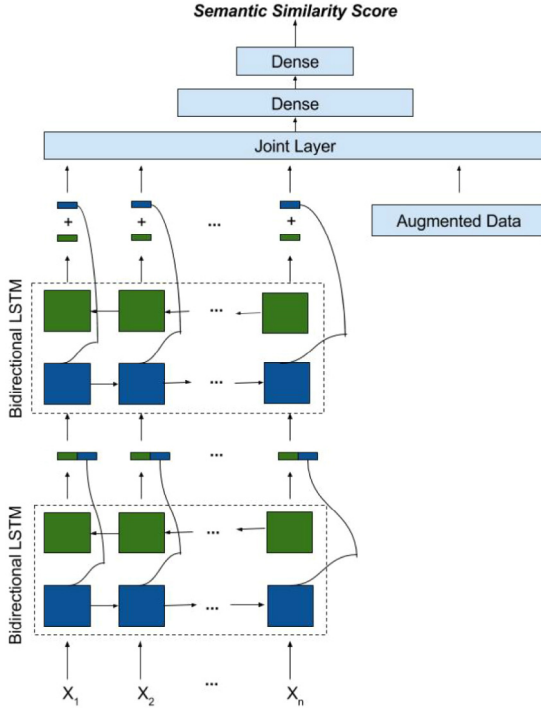 Semantic Similarity Score
Dense
Dense
Joint Layer
+ + ... +
Augmented Data
Bidirectional LSTM
...
...
...
Bidirectional LSTM
...
...
X1 X2 ... Xn